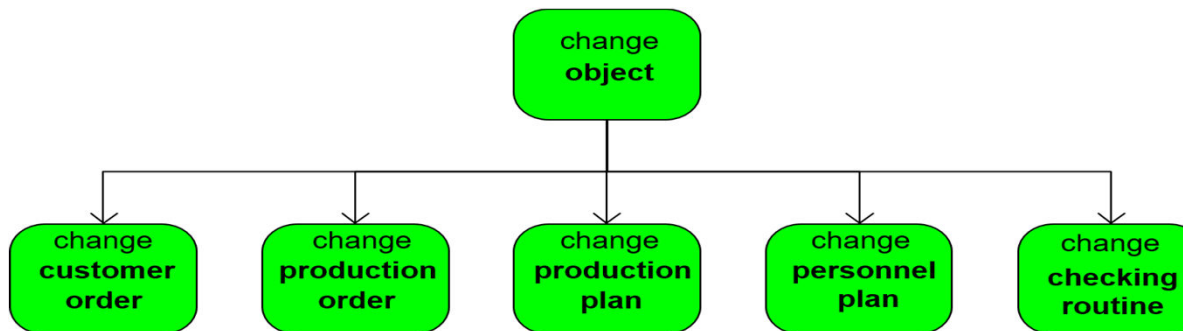 change
object
change
customer
order
change
production
order
change
production
plan
change
personnel
plan
change
checking
routine